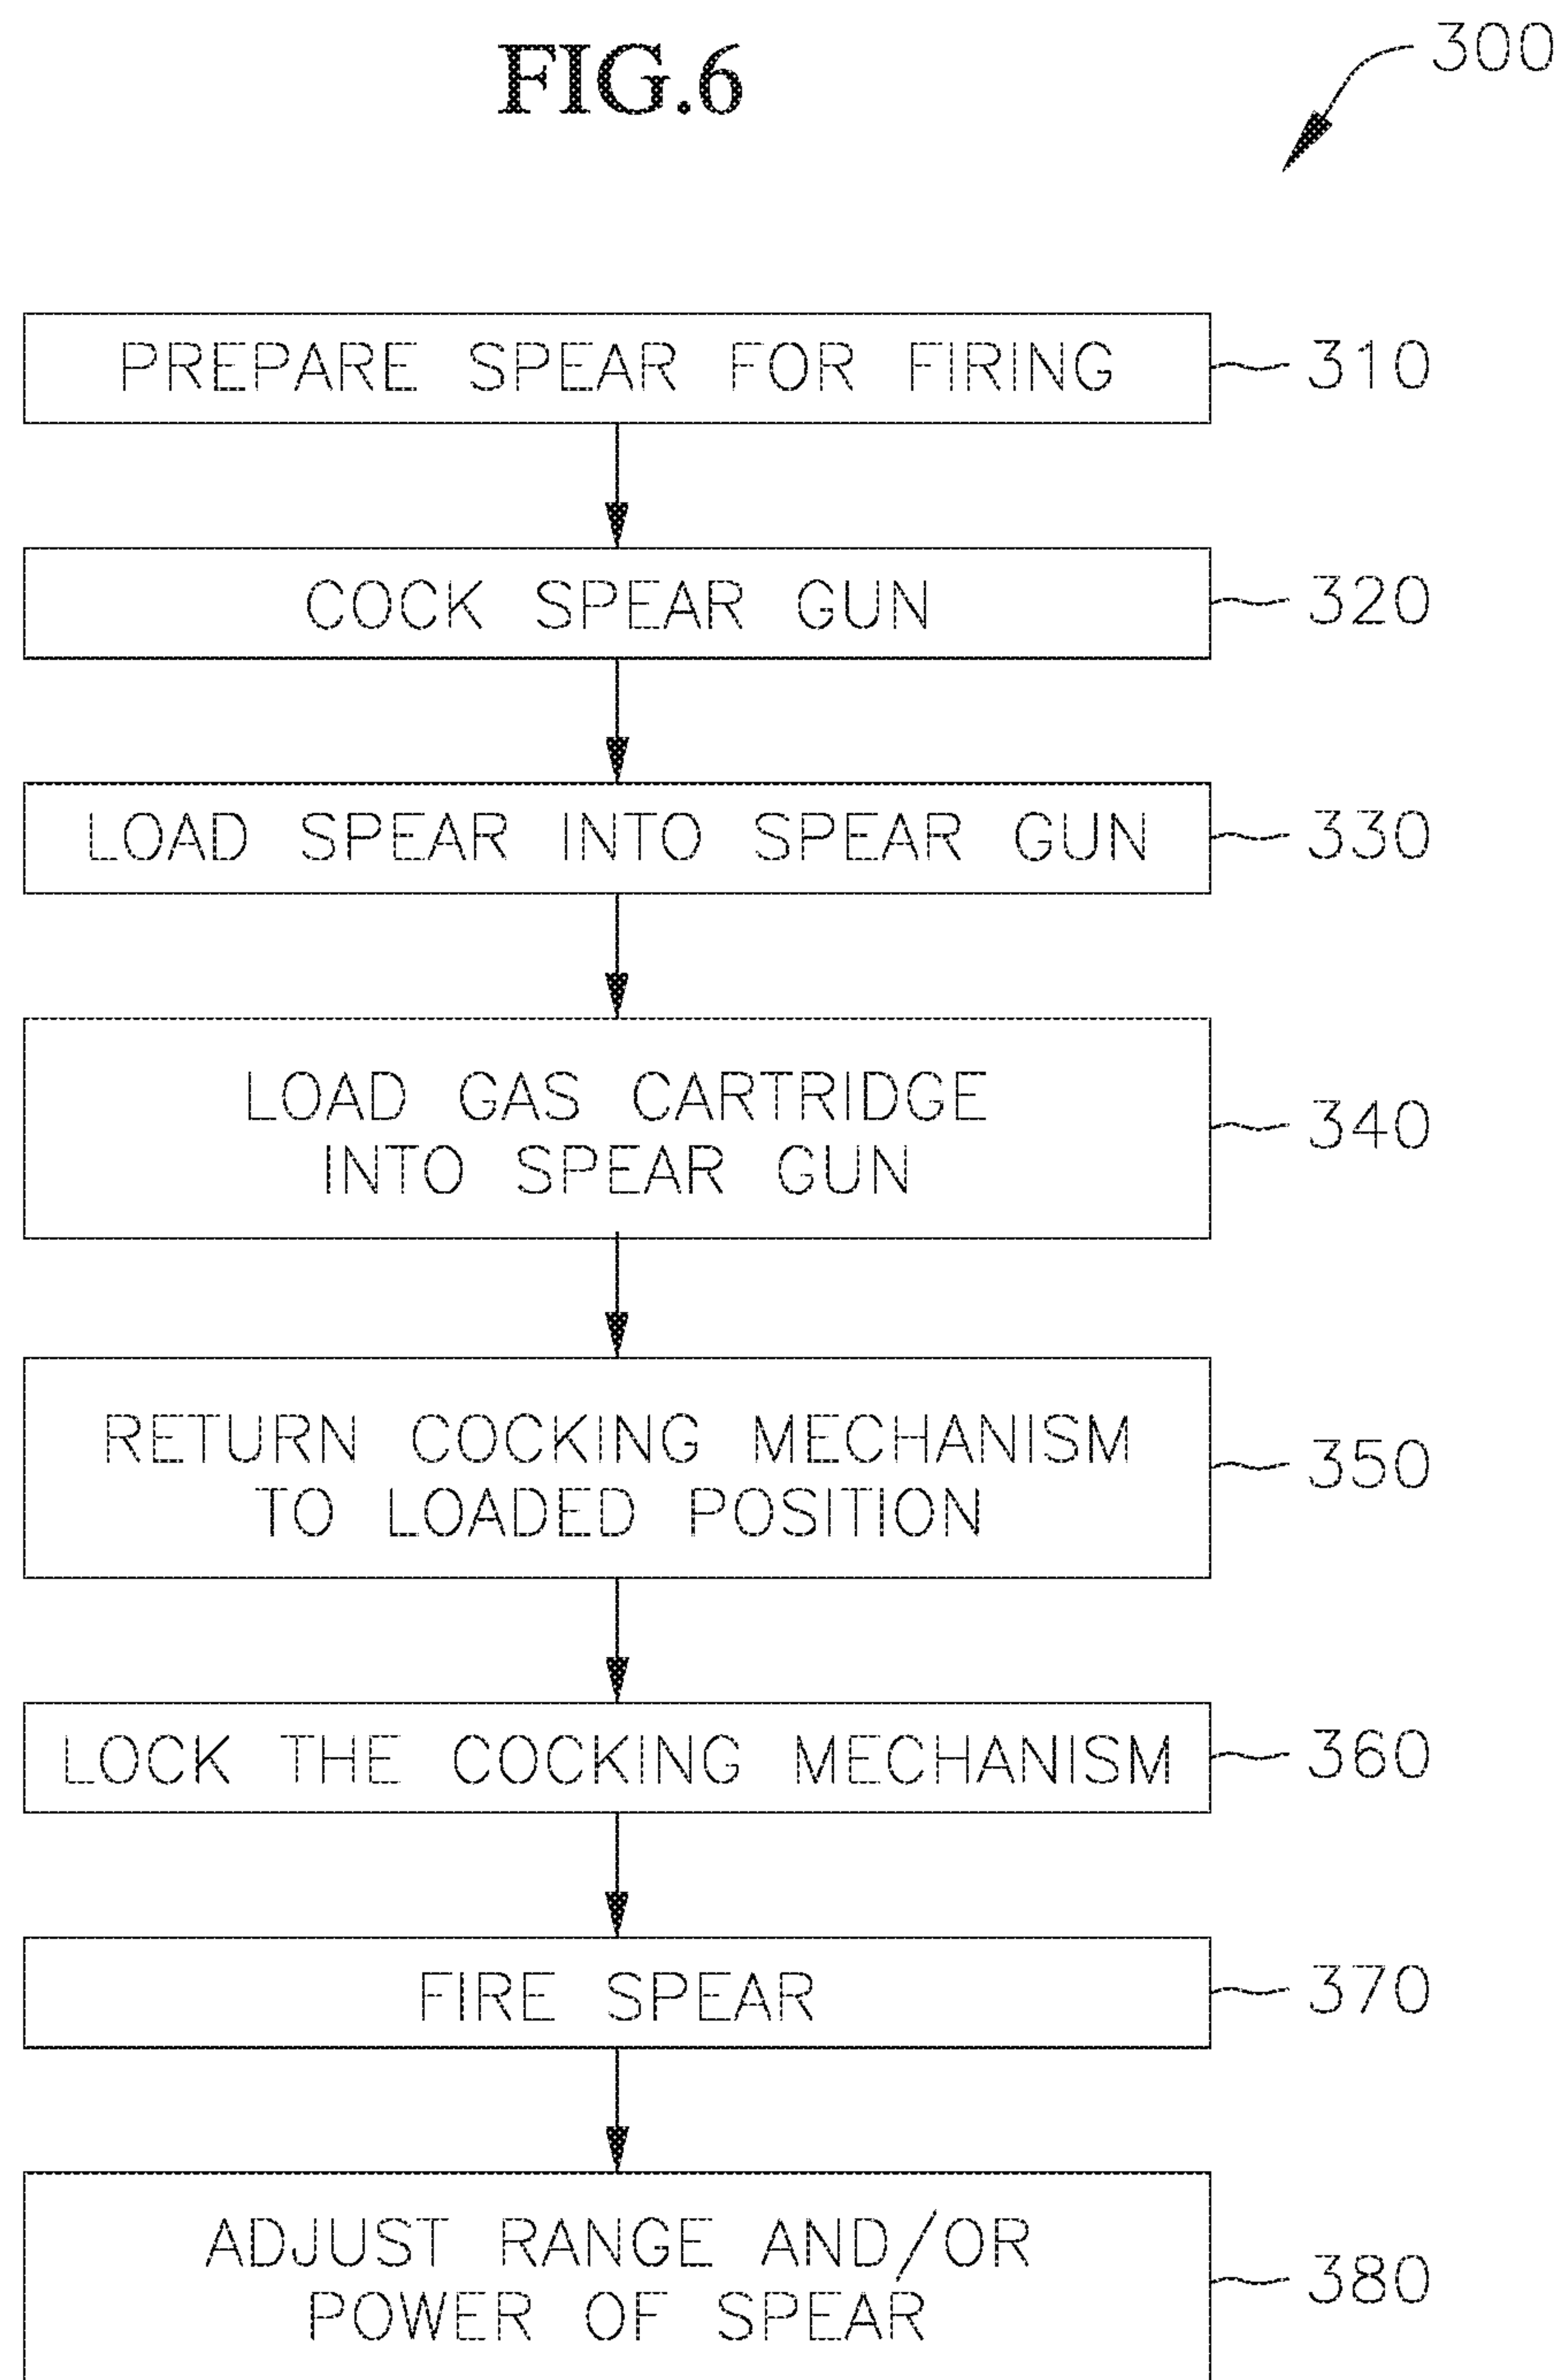 FIG.6
300
PREPARE SPEAR FOR FIRING
310
COCK SPEAR GUN
320
LOAD SPEAR INTO SPEAR GUN
330
LOAD GAS CARTRIDGE
INTO SPEAR GUN
340
RETURN COCKING MECHANISM
TO LOADED POSITION
350
LOCK THE COCKING MECHANISM
360
FIRE SPEAR
370
ADJUST RANGE AND/OR
POWER OF SPEAR
380